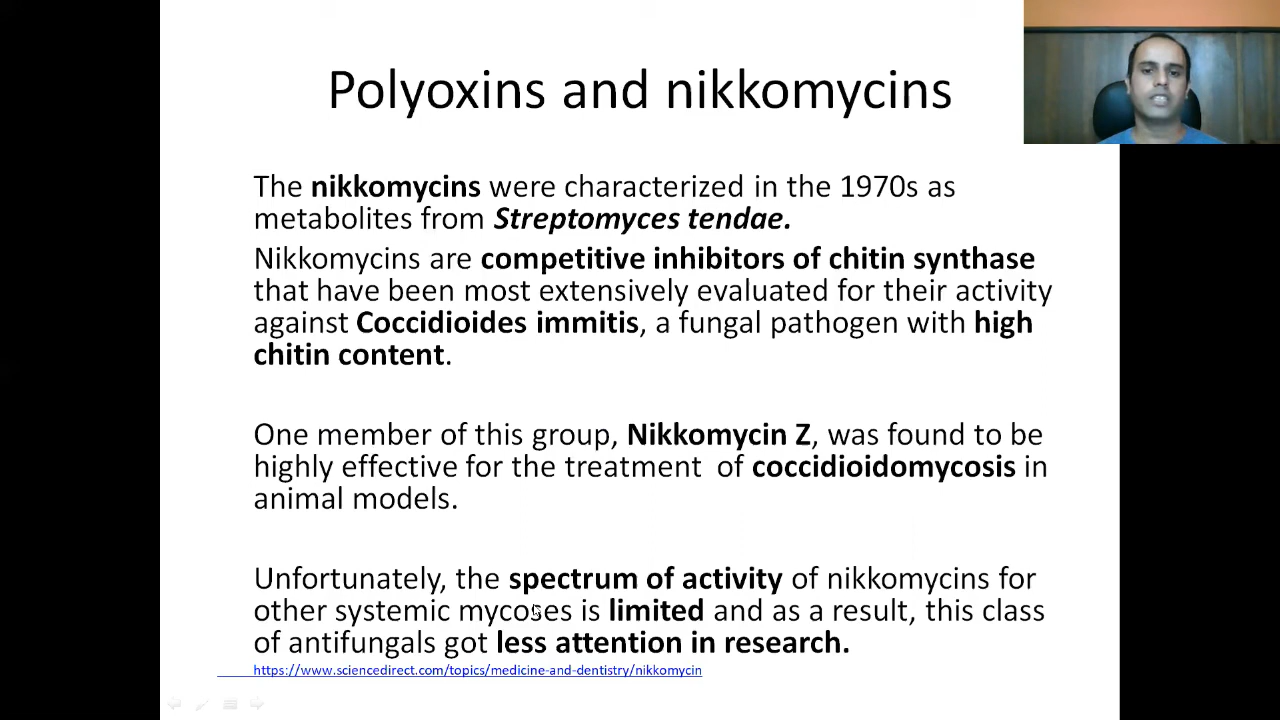 Polyoxins and nikkomycins
The nikkomycins were characterized in the 1970s as
metabolites from Streptomyces tendae.
Nikkomycins are competitive inhibitors of chitin synthase
that have been most extensively evaluated for their activity
against Coccidioides immitis, a fungal pathogen with high
chitin content.
One member of this group, Nikkomycin Z, was found to be
highly effective for the treatment of coccidioidomycosis in
animal models.
Unfortunately, the spectrum of activity of nikkomycins for
other systemic mycoses is limited and as a result, this class
of antifungals got less attention in research.
https://www.sciencedirect.com/topics/medicine-and-dentistry/nikkomycin